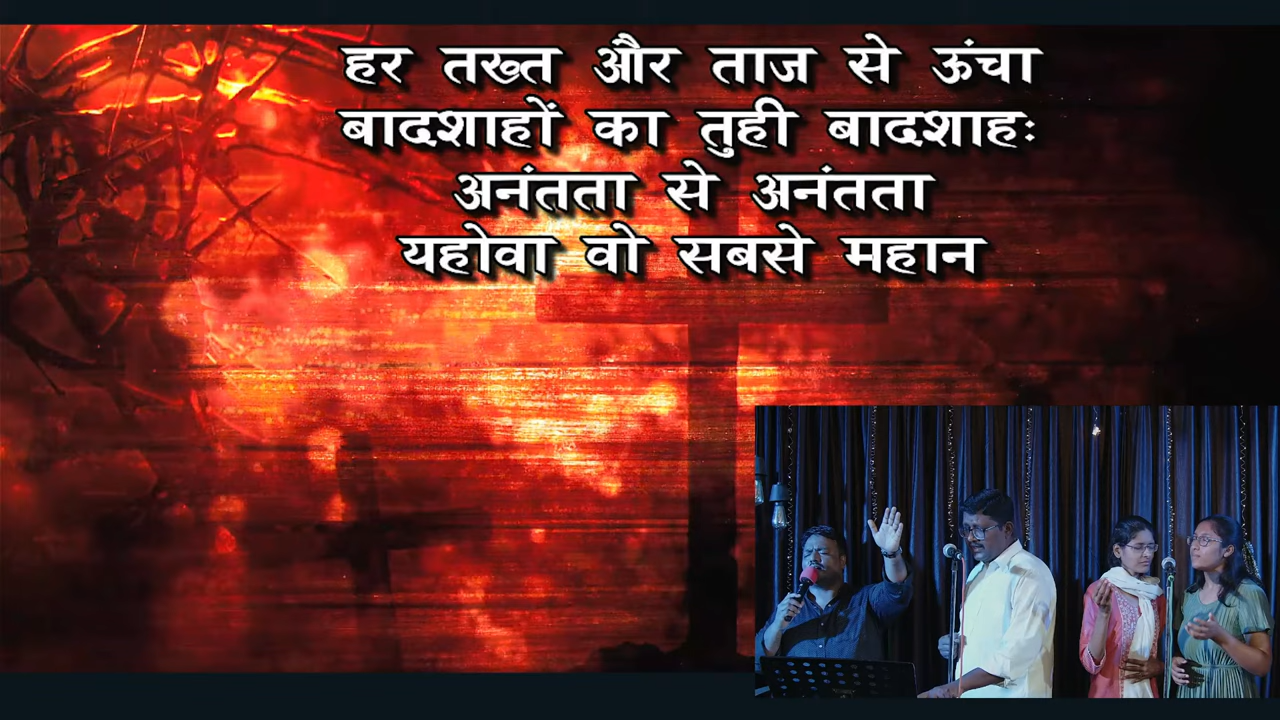 हर तख्त और ताज से ऊंचा
बादशाहों का तुही बादशाहः
अनंतता से अनंतता
यहोवा वो सबसे महान